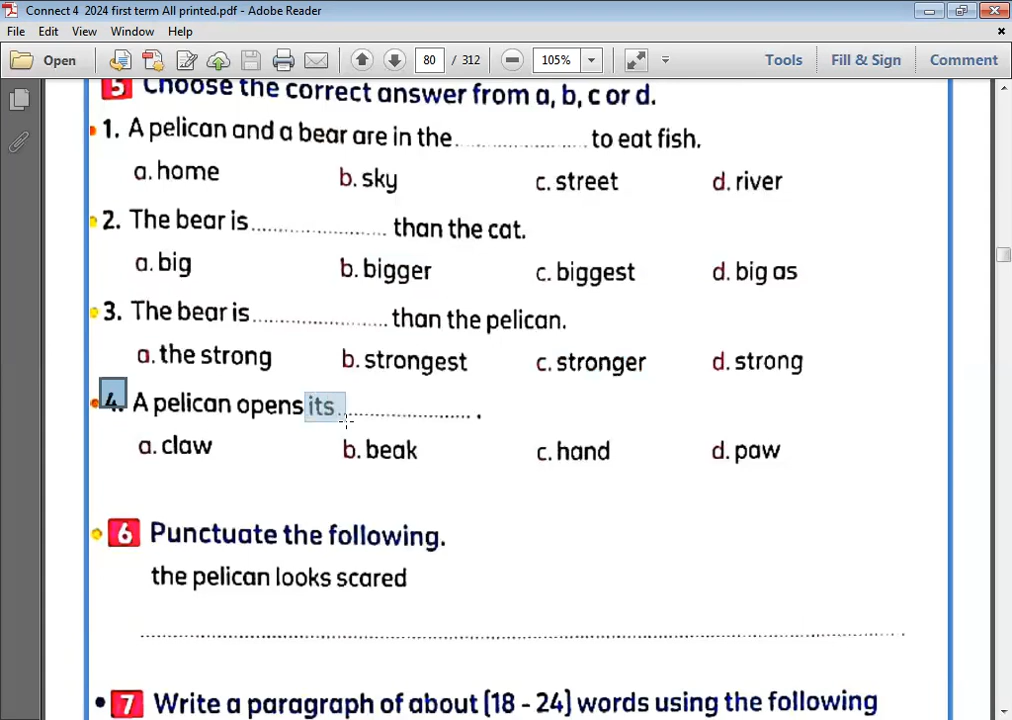 Connect 4 2024 first term All printed.pdf - Adobe Reader
File Edit View Window Help
Open 80 / 312 105% Tools Fill & Sign Comment
5 Choose the correct answer from a, b, c or d.
1. A pelican and a bear are in the .................... to eat fish.
a. home b. sky c. street d. river
2. The bear is .................... than the cat.
a. big b. bigger c. biggest d. big as
3. The bear is .................... than the pelican.
a. the strong b. strongest c. stronger d. strong
4. A pelican opens its .................... .
a. claw b. beak c. hand d. paw
6 Punctuate the following.
the pelican looks scared
7 Write a paragraph of about [18 - 24] words using the following